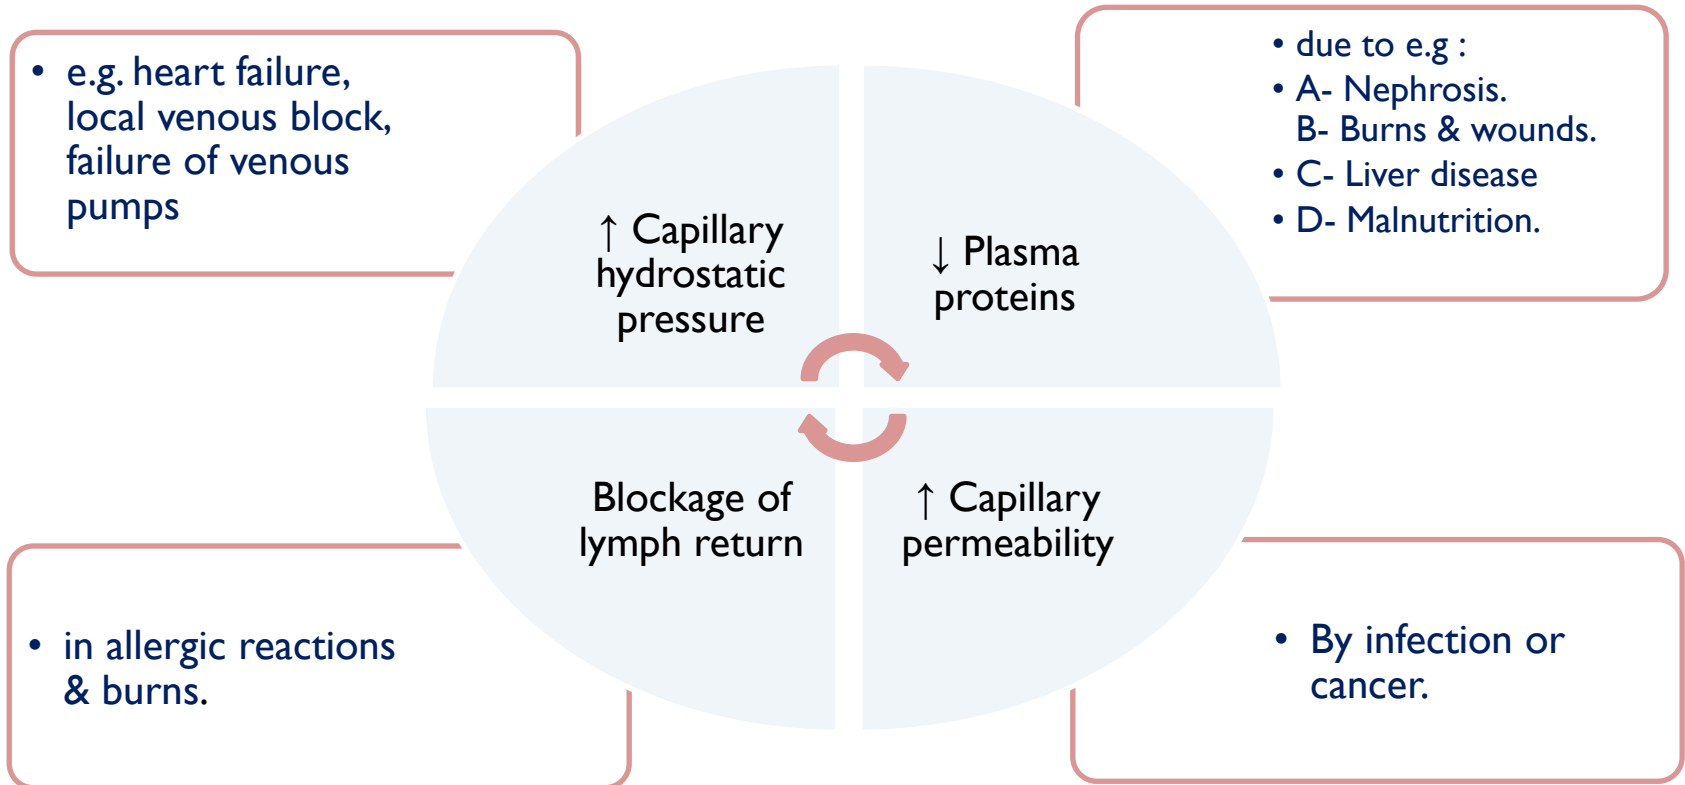 • e.g. heart failure,
local venous block,
failure of venous
pumps
↑ Capillary
hydrostatic
pressure
• due to e.g :
• A- Nephrosis.
B- Burns & wounds.
• C- Liver disease
• D- Malnutrition.
↓ Plasma
proteins
Blockage of
lymph return
• in allergic reactions
& burns.
↑ Capillary
permeability
• By infection or
cancer.